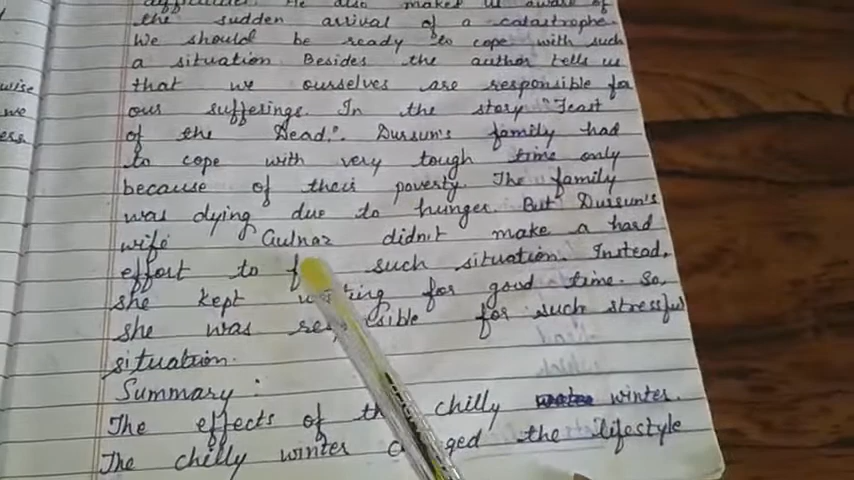 He also makes us aware of
the sudden arrival of a catastrophe.
We should be ready to cope with such
a situation Besides the author tells us
that we ourselves are responsible for
our sufferings. In the story "Feast
of the Dead". Dursun's family had
to cope with very tough time only
because of their poverty. The family
was dying due to hunger. But Dursun's
wife Gulnaz didn't make a hard
effort to such situation. Instead,
she kept waiting for good time. So,
she was responsible for such stressful
situation.
Summary :
The effects of the chilly winter.
The chilly winter changed the lifestyle
wise
we
ess